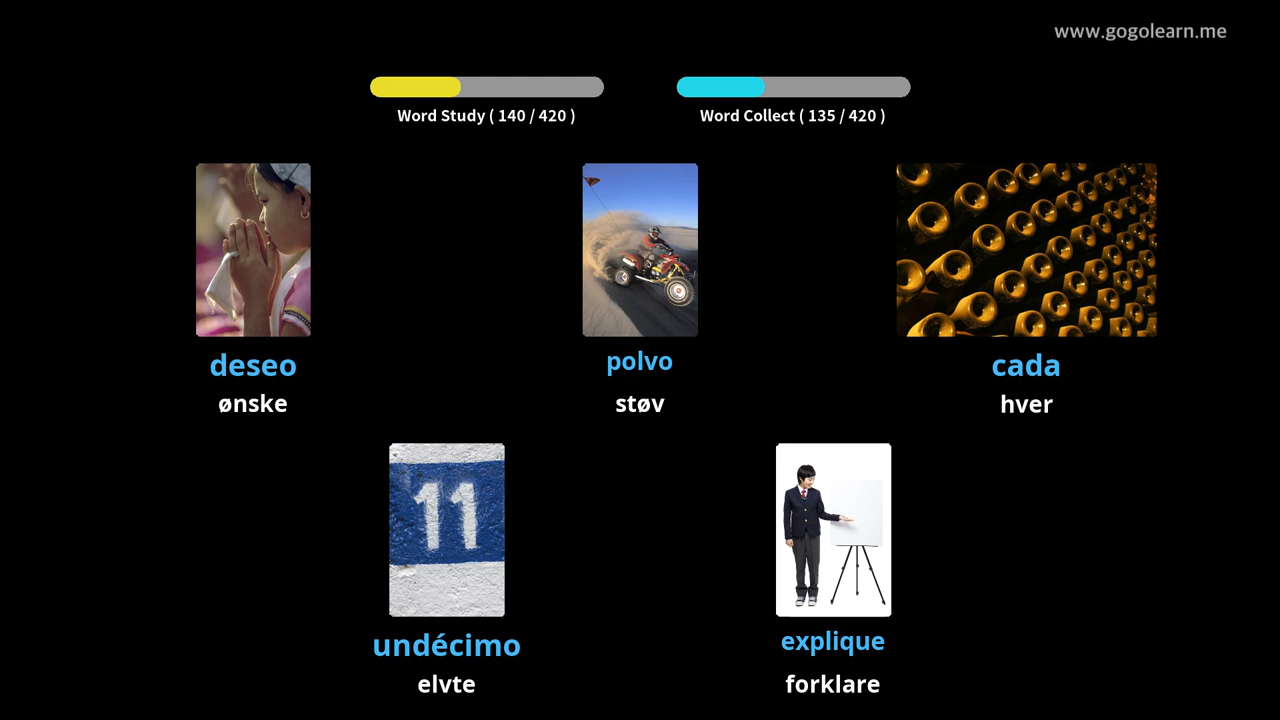 www.gogolearn.me
Word Study ( 140 / 420 )
Word Collect ( 135 / 420 )
deseo
ønske
polvo
støv
cada
hver
11
undécimo
elvte
explique
forklare